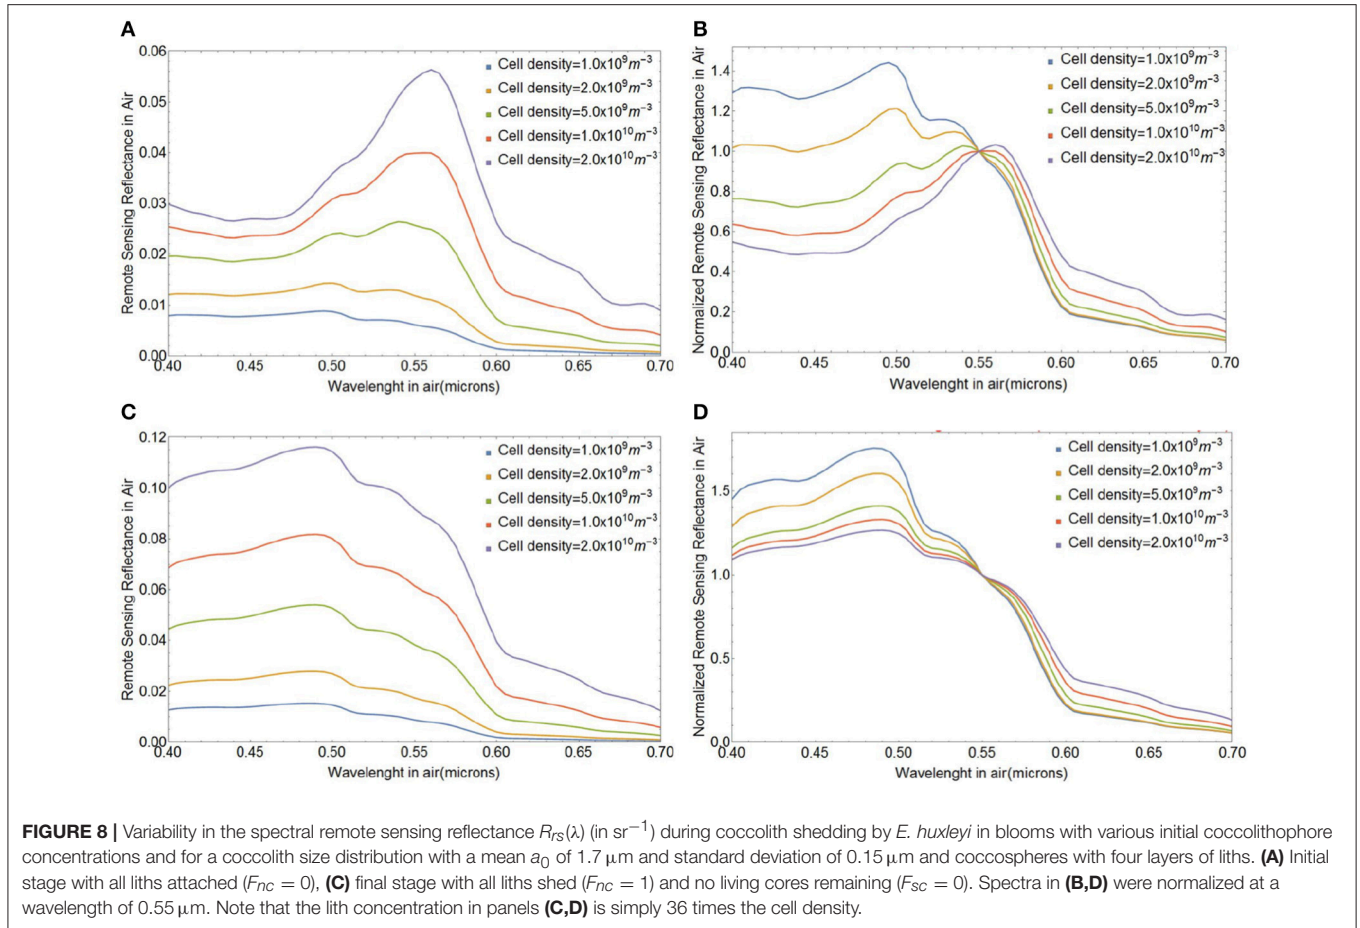 A
0.06
0.05
0.04
0.03
0.02
0.01
0.00
0.40 0.45 0.50 0.55 0.60 0.65 0.70
Remote Sensing Reflectance in Air
Wavelenght in air(microns)
Cell density=1.0x10⁹m⁻³
Cell density=2.0x10⁹m⁻³
Cell density=5.0x10⁹m⁻³
Cell density=1.0x10¹⁰m⁻³
Cell density=2.0x10¹⁰m⁻³
B
1.4
1.2
1.0
0.8
0.6
0.4
0.2
0.0
0.40 0.45 0.50 0.55 0.60 0.65 0.70
Normalized Remote Sensing Reflectance in Air
Wavelenght in air(microns)
Cell density=1.0x10⁹m⁻³
Cell density=2.0x10⁹m⁻³
Cell density=5.0x10⁹m⁻³
Cell density=1.0x10¹⁰m⁻³
Cell density=2.0x10¹⁰m⁻³
C
0.12
0.10
0.08
0.06
0.04
0.02
0.00
0.40 0.45 0.50 0.55 0.60 0.65 0.70
Remote Sensing Reflectance in Air
Wavelenght in air(microns)
Cell density=1.0x10⁹m⁻³
Cell density=2.0x10⁹m⁻³
Cell density=5.0x10⁹m⁻³
Cell density=1.0x10¹⁰m⁻³
Cell density=2.0x10¹⁰m⁻³
D
1.5
1.0
0.5
0.0
0.40 0.45 0.50 0.55 0.60 0.65 0.70
Normalized Remote Sensing Reflectance in Air
Wavelenght in air(microns)
Cell density=1.0x10⁹m⁻³
Cell density=2.0x10⁹m⁻³
Cell density=5.0x10⁹m⁻³
Cell density=1.0x10¹⁰m⁻³
Cell density=2.0x10¹⁰m⁻³
FIGURE 8 | Variability in the spectral remote sensing reflectance Rrs(λ) (in sr⁻¹) during coccolith shedding by E. huxleyi in blooms with various initial coccolithophore
concentrations and for a coccolith size distribution with a mean a₀ of 1.7 μm and standard deviation of 0.15 μm and coccospheres with four layers of liths. (A) Initial
stage with all liths attached (Fnc = 0), (C) final stage with all liths shed (Fnc = 1) and no living cores remaining (Fsc = 0). Spectra in (B,D) were normalized at a
wavelength of 0.55 μm. Note that the lith concentration in panels (C,D) is simply 36 times the cell density.